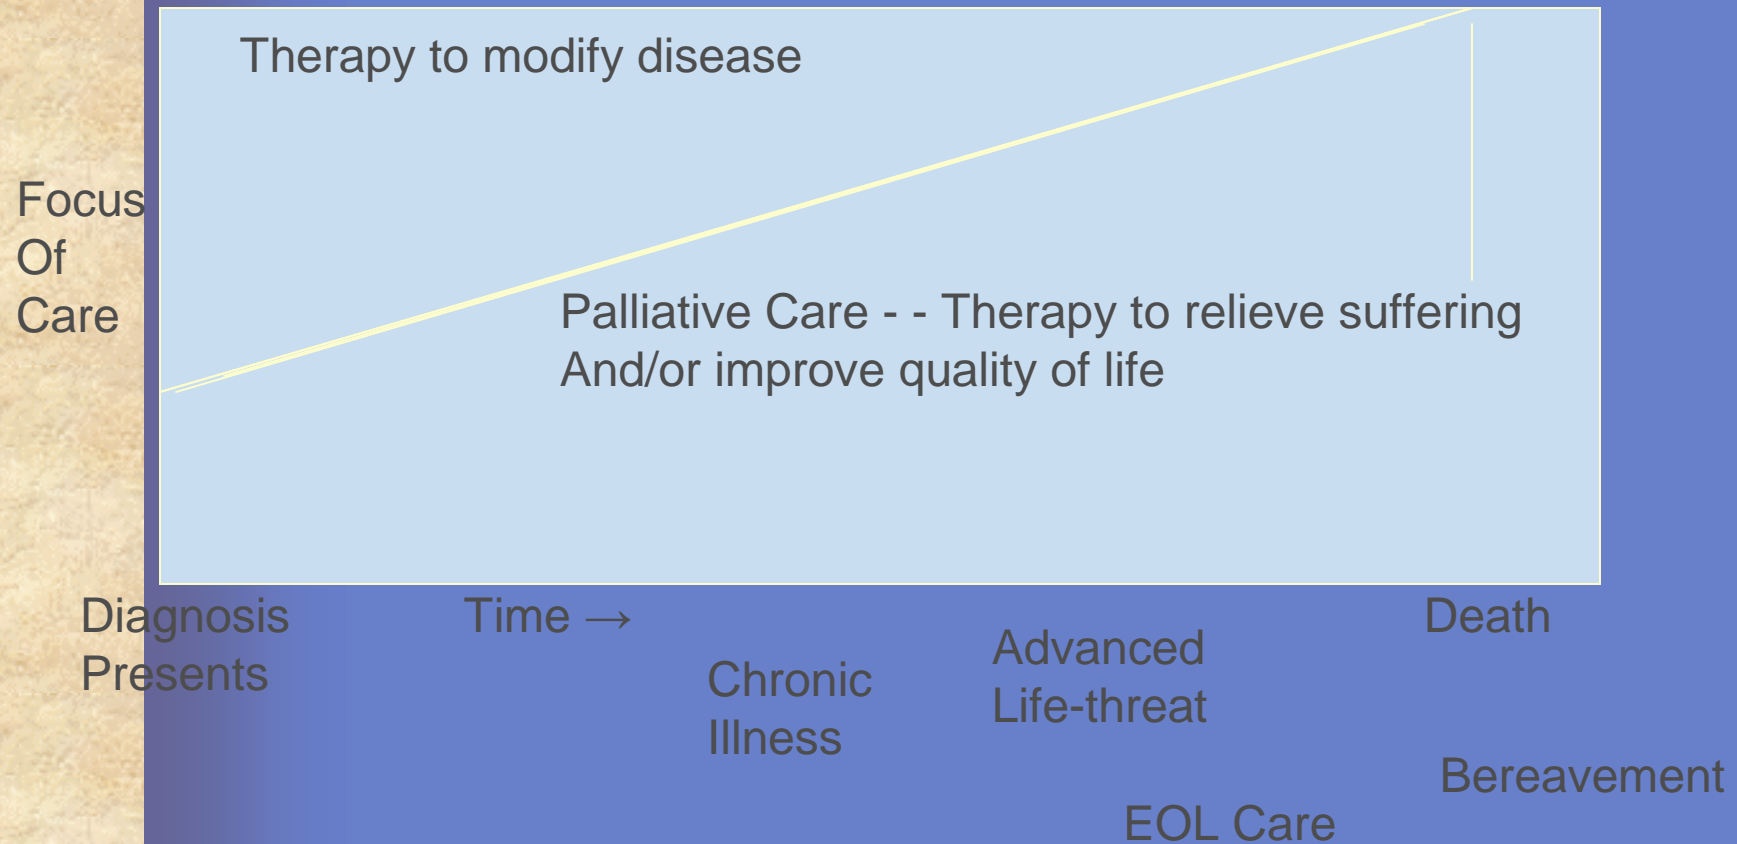 Therapy to modify disease
Focus
Of
Care
Palliative Care - - Therapy to relieve suffering
And/or improve quality of life
Diagnosis
Presents
Time →
Chronic
Illness
Advanced
Life-threat
Death
Bereavement
EOL Care